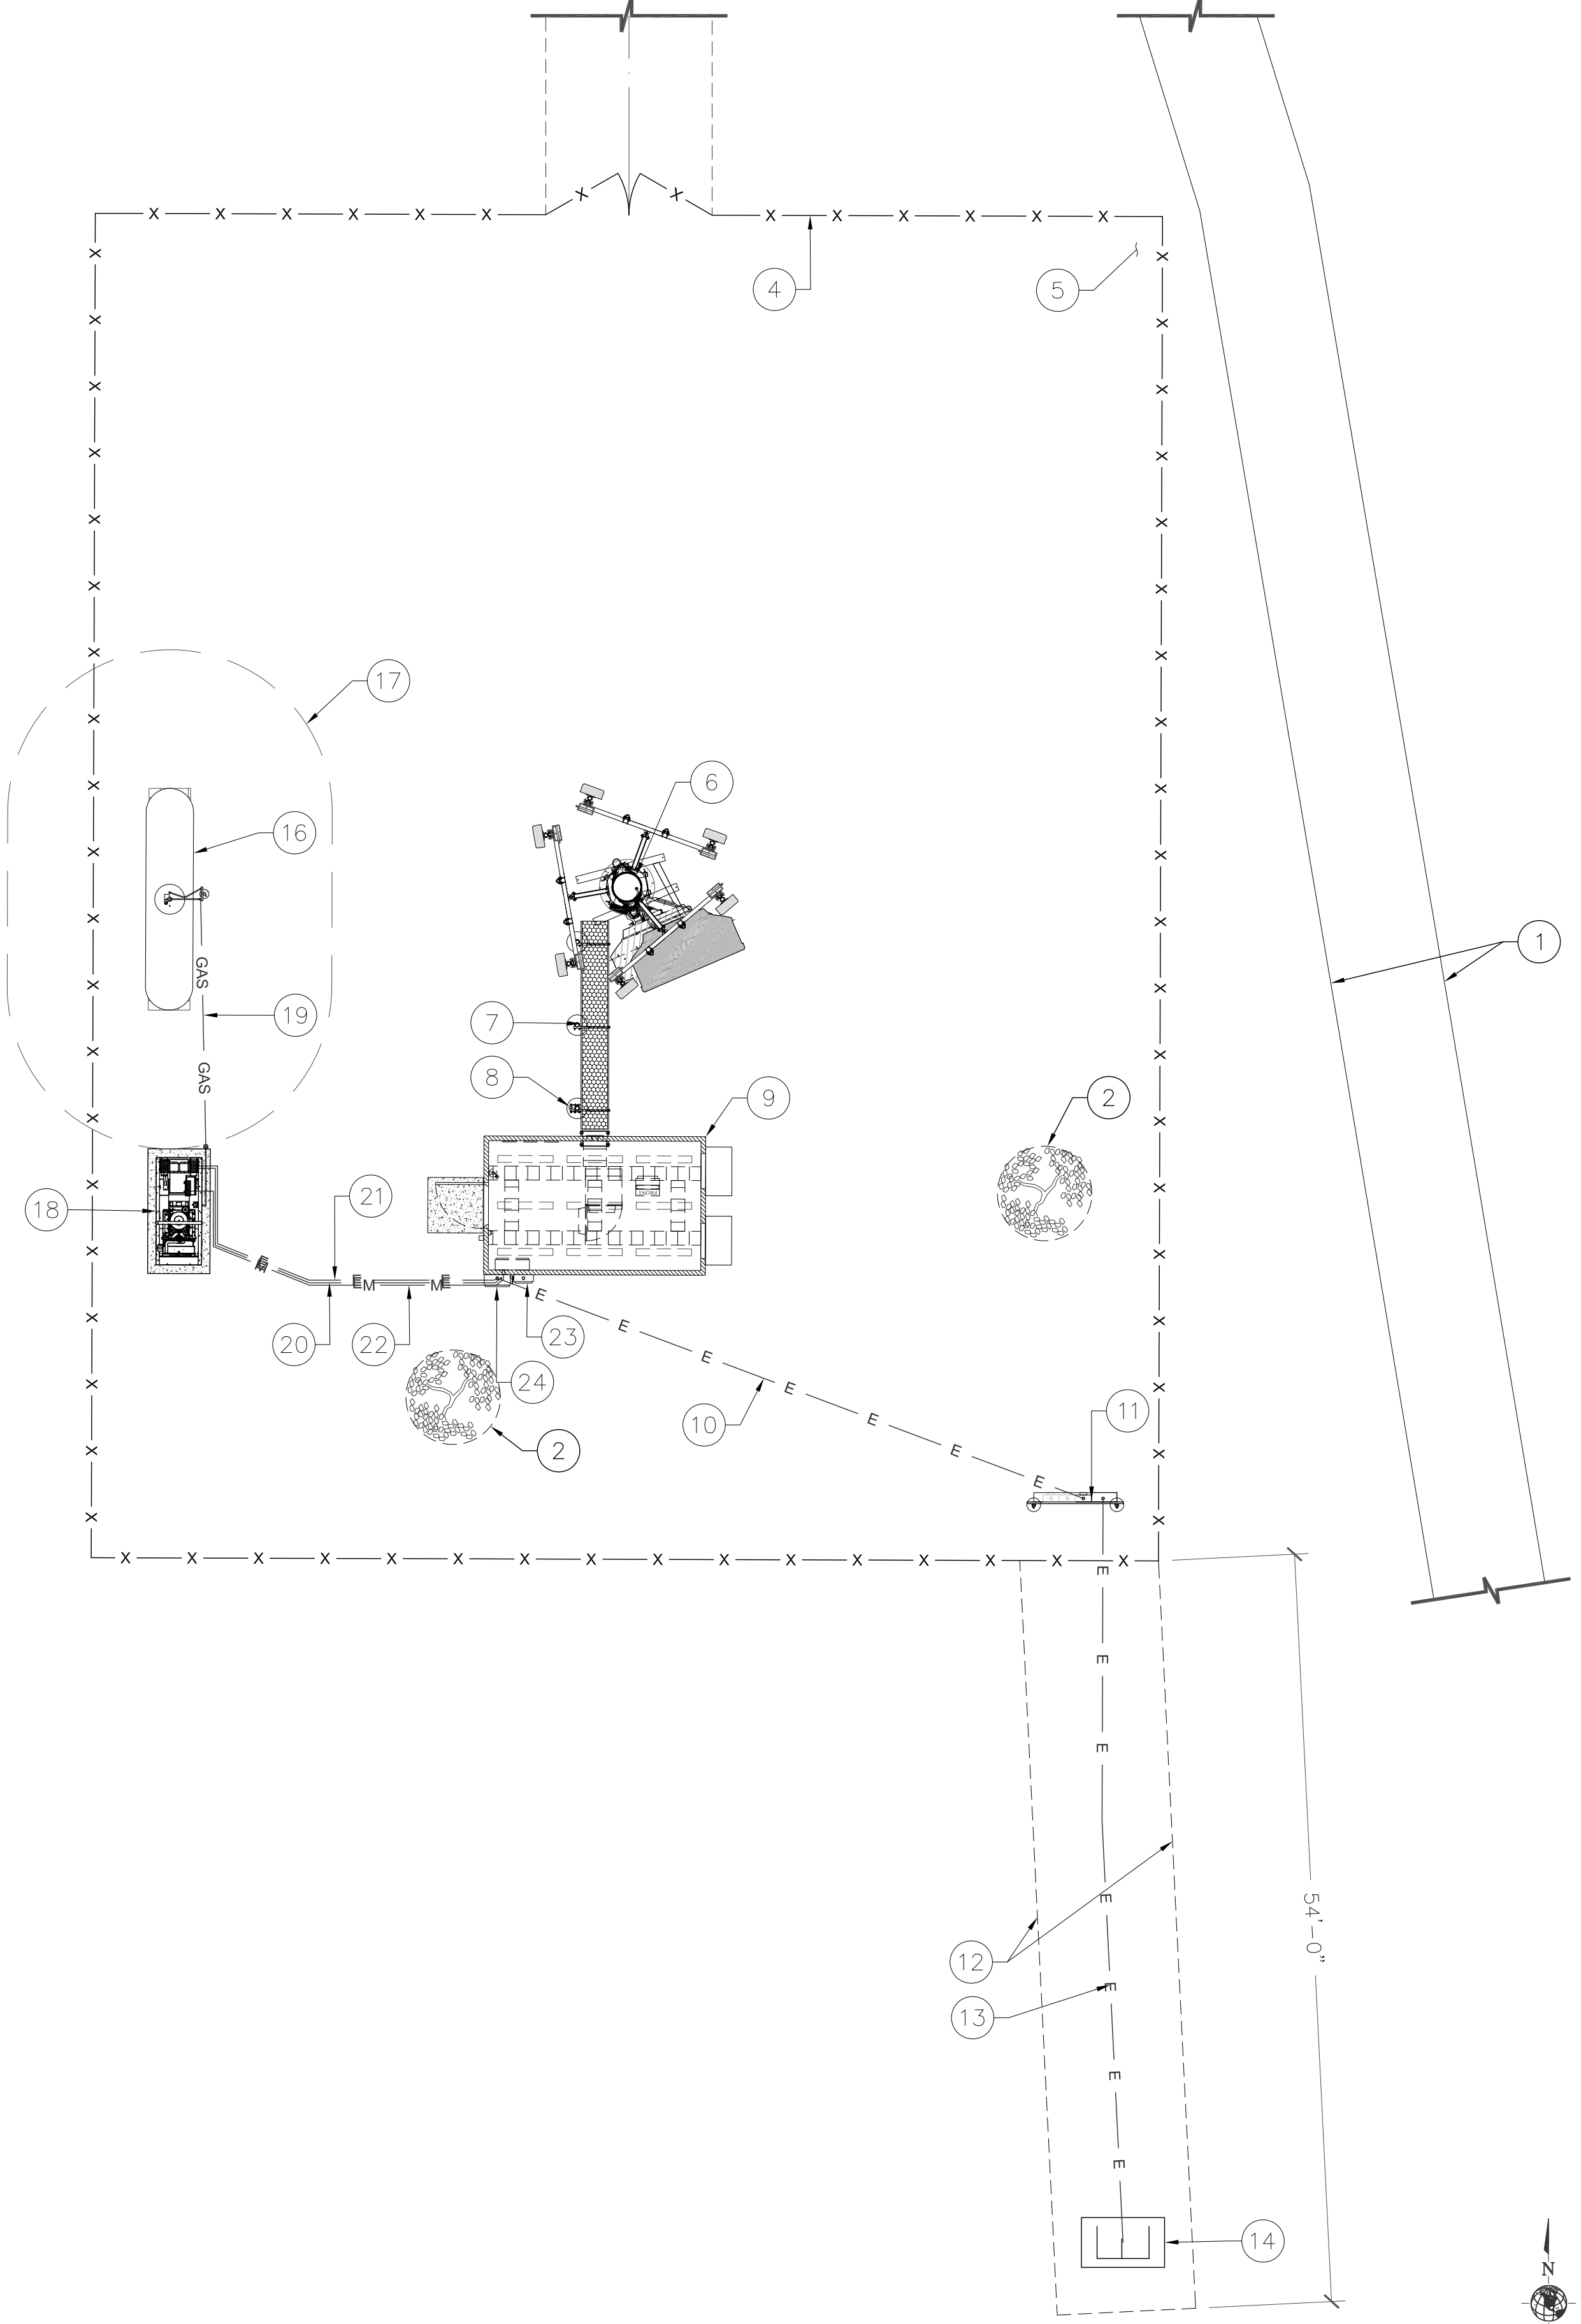 X X X X X X X X X X X X X X
4
5
17
6
16
1
GAS
19
7
8
GAS
9
2
FRONT
18
21
E M E M E
20
22
23
24
2
E E E E E E E
10
11
X X X X X X X X X X X X X X X X
E
E
E
E
54'-0"
12
E
13
E
E
14
N